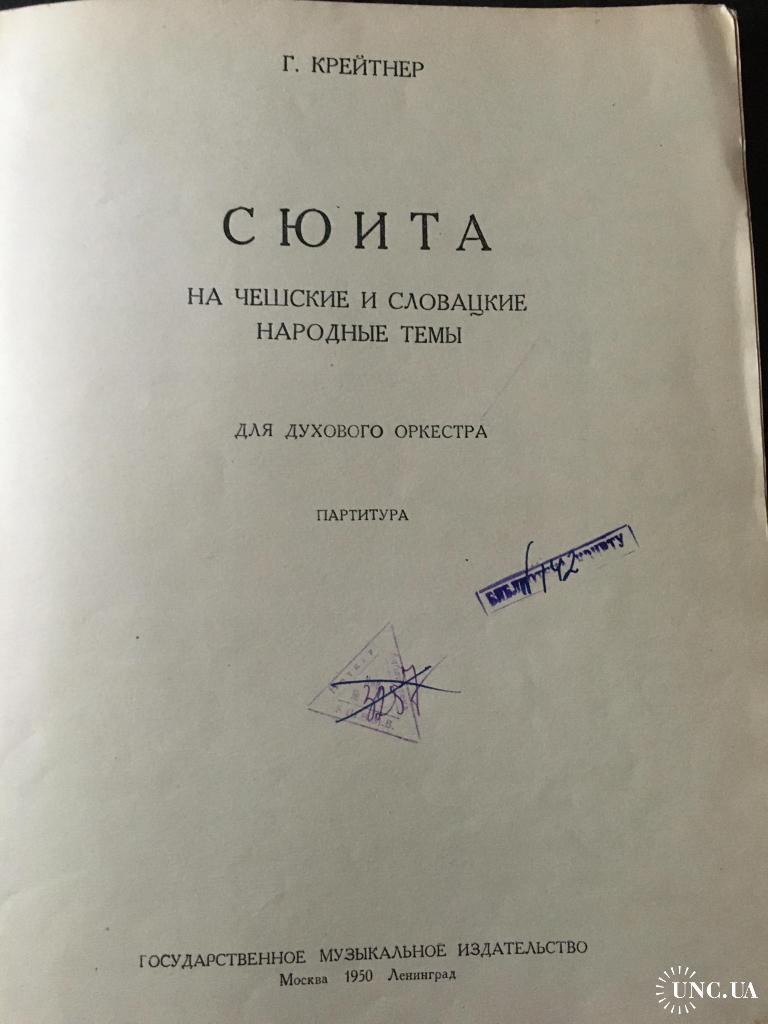 Г. КРЕЙТНЕР
СЮИТА
НА ЧЕШСКИЕ И СЛОВАЦКИЕ
НАРОДНЫЕ ТЕМЫ
ДЛЯ ДУХОВОГО ОРКЕСТРА
ПАРТИТУРА
ГОСУДАРСТВЕННОЕ МУЗЫКАЛЬНОЕ ИЗДАТЕЛЬСТВО
Москва 1950 Ленинград
UNC.UA